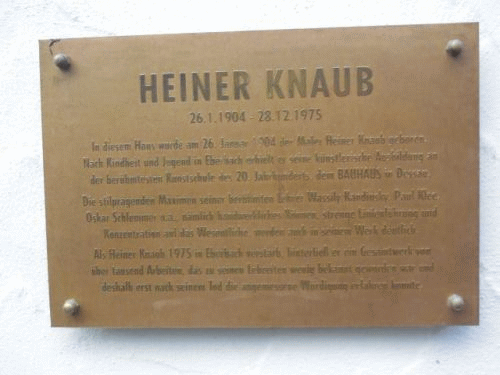 HEINER KNAUB
26.1.1904 - 28.12.1975
In diesem Haus wurde am 26. Januar 1904 der Maler Heiner Knaub geboren.
Nach Kindheit und Jugend in Eberbach erhielt er seine künstlerische Ausbildung an
der berühmtesten Kunstschule des 20. Jahrhunderts, dem BAUHAUS in Dessau.
Die stilprägenden Maximen seiner berühmten Lehrer Wassily Kandinsky, Paul Klee,
Oskar Schlemmer u.a., nämlich handwerkliches Können, strenge Linienführung und
Konzentration auf das Wesentliche, werden auch in seinem Werk deutlich.
Als Heiner Knaub 1975 in Eberbach verstarb, hinterließ er ein Gesamtwerk von
über tausend Arbeiten, das zu seinen Lebzeiten wenig bekannt geworden war und
deshalb erst nach seinem Tod die angemessene Würdigung erfahren konnte.